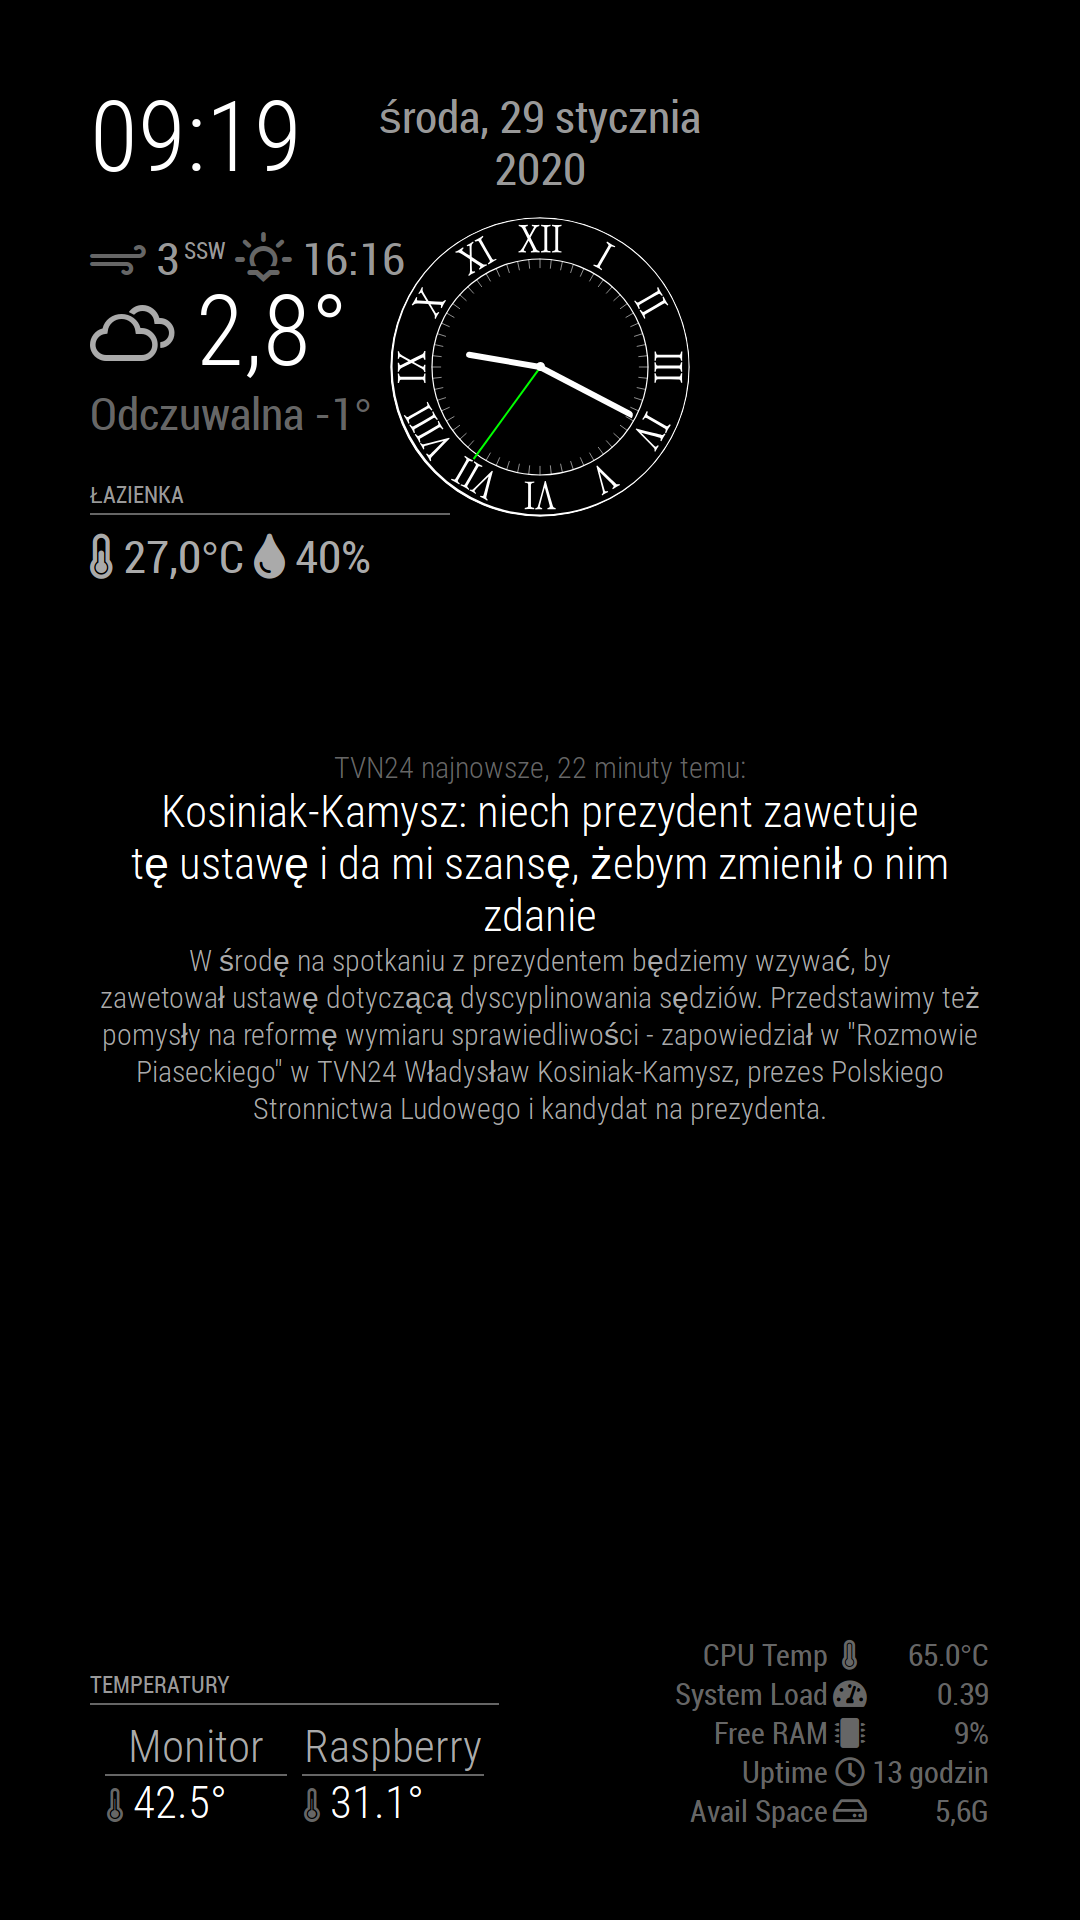 09:19
środa, 29 stycznia
2020
3 SSW 16:16
2,8°
Odczuwalna -1°
XII
I
II
III
IV
V
VI
VII
VIII
IX
X
XI
ŁAZIENKA
27,0°C 40%
TVN24 najnowsze, 22 minuty temu:
Kosiniak-Kamysz: niech prezydent zawetuje
tę ustawę i da mi szansę, żebym zmienił o nim
zdanie
W środę na spotkaniu z prezydentem będziemy wzywać, by
zawetował ustawę dotyczącą dyscyplinowania sędziów. Przedstawimy też
pomysły na reformę wymiaru sprawiedliwości - zapowiedział w "Rozmowie
Piaseckiego" w TVN24 Władysław Kosiniak-Kamysz, prezes Polskiego
Stronnictwa Ludowego i kandydat na prezydenta.
TEMPERATURY
Monitor Raspberry
42.5° 31.1°
CPU Temp 65.0°C
System Load 0.39
Free RAM 9%
Uptime 13 godzin
Avail Space 5,6G